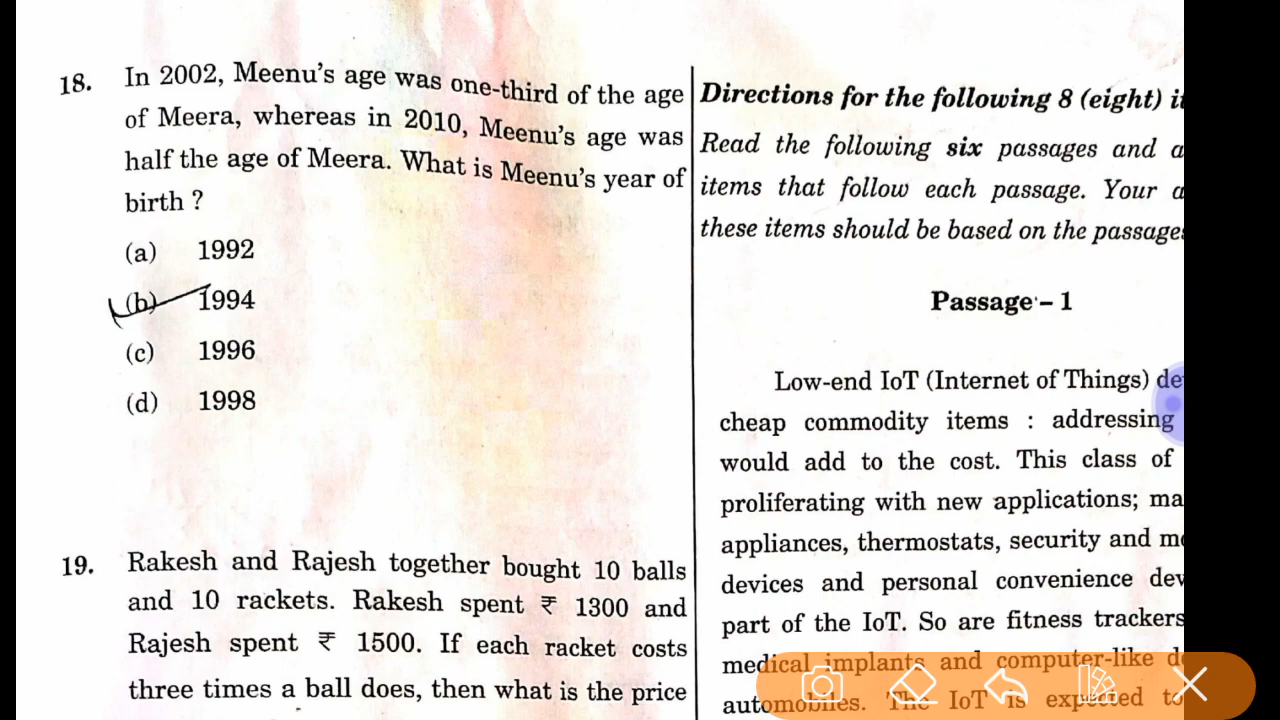 18. In 2002, Meenu's age was one-third of the age
of Meera, whereas in 2010, Meenu's age was
half the age of Meera. What is Meenu's year of
birth ?
(a) 1992
(b) 1994
(c) 1996
(d) 1998
19. Rakesh and Rajesh together bought 10 balls
and 10 rackets. Rakesh spent ₹ 1300 and
Rajesh spent ₹ 1500. If each racket costs
three times a ball does, then what is the price
Directions for the following 8 (eight)
Read the following six passages and
items that follow each passage. Your
these items should be based on the
Passage – 1
Low-end IoT (Internet of Things)
cheap commodity items : addressing
would add to the cost. This class of
proliferating with new applications;
appliances, thermostats, security and
devices and personal convenience
part of the IoT. So are fitness trackers
medical implants and computer-like
automobiles. The IoT is expected to